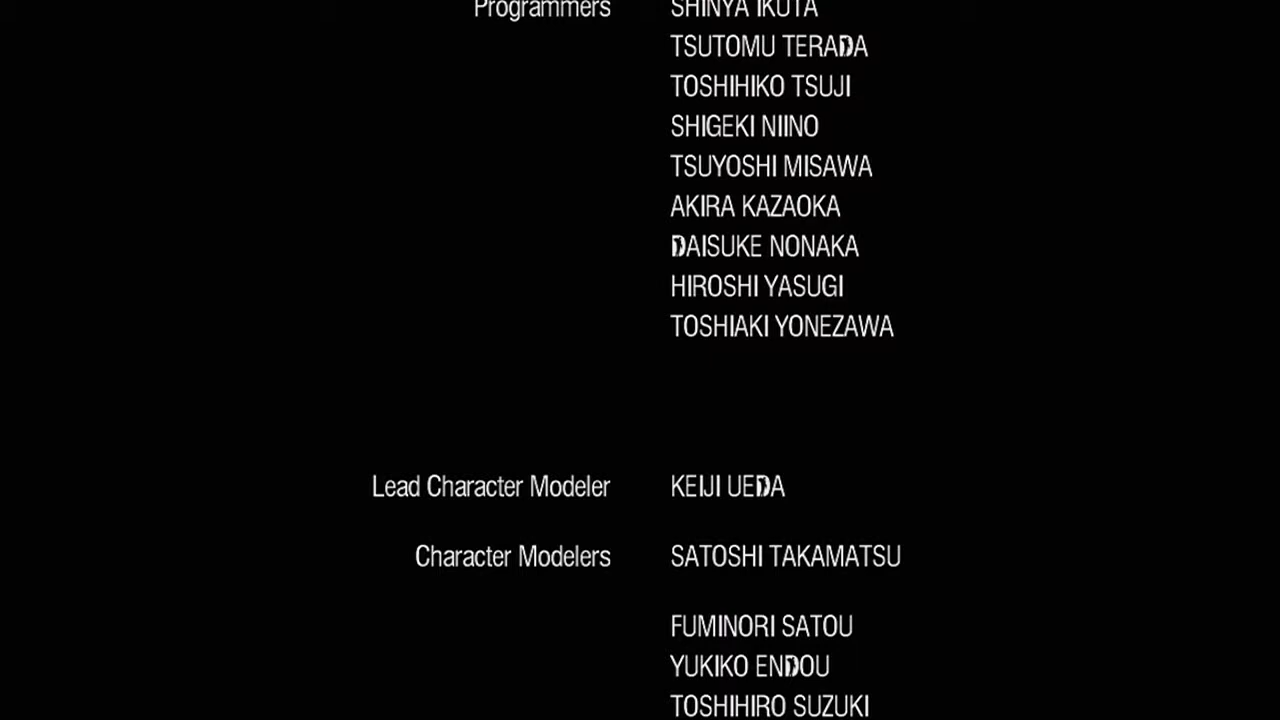 Programmers SHINYA IKUTA
TSUTOMU TERADA
TOSHIHIKO TSUJI
SHIGEKI NIINO
TSUYOSHI MISAWA
AKIRA KAZAOKA
DAISUKE NONAKA
HIROSHI YASUGI
TOSHIAKI YONEZAWA
Lead Character Modeler KEIJI UEDA
Character Modelers SATOSHI TAKAMATSU
FUMINORI SATOU
YUKIKO ENDOU
TOSHIHIRO SUZUKI